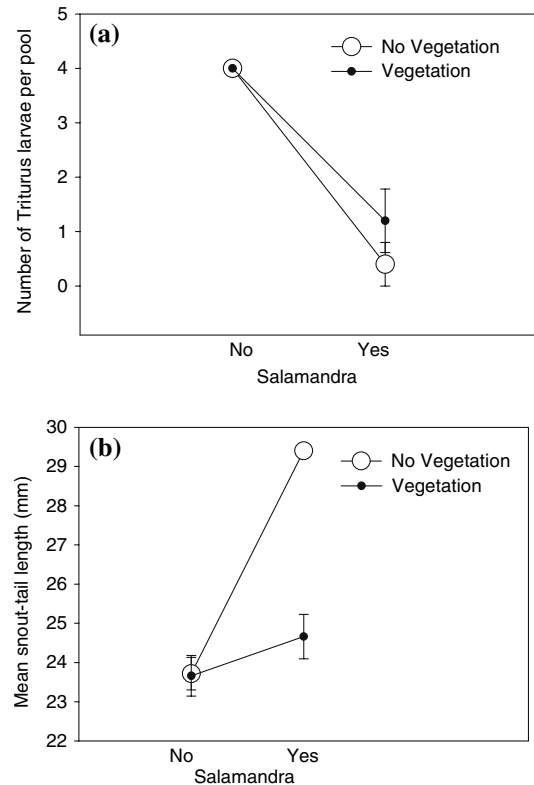 (a)
No Vegetation
Vegetation
5
4
3
2
1
0
Number of Triturus larvae per pool
No Yes
Salamandra
(b)
No Vegetation
Vegetation
30
29
28
27
26
25
24
23
22
Mean snout-tail length (mm)
No Yes
Salamandra